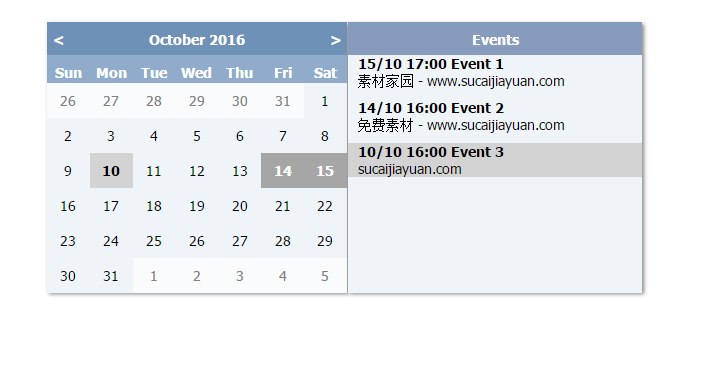 < October 2016 >
Sun Mon Tue Wed Thu Fri Sat
26 27 28 29 30 31 1
2 3 4 5 6 7 8
9 10 11 12 13 14 15
16 17 18 19 20 21 22
23 24 25 26 27 28 29
30 31 1 2 3 4 5
Events
15/10 17:00 Event 1
素材家园 - www.sucaijiayuan.com
14/10 16:00 Event 2
免费素材 - www.sucaijiayuan.com
10/10 16:00 Event 3
sucaijiayuan.com